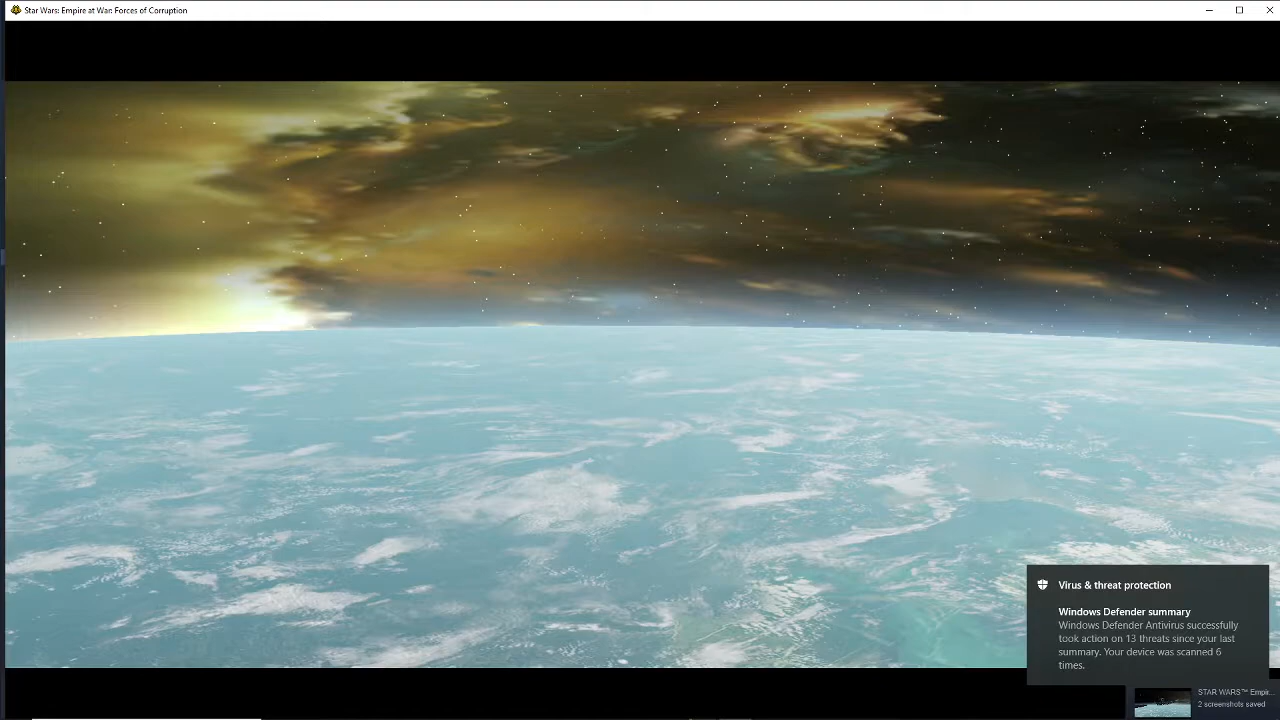 Star Wars: Empire at War: Forces of Corruption
Virus & threat protection
Windows Defender summary
Windows Defender Antivirus successfully
took action on 13 threats since your last
summary. Your device was scanned 6
times.
STAR WARS™ Empir...
2 screenshots saved